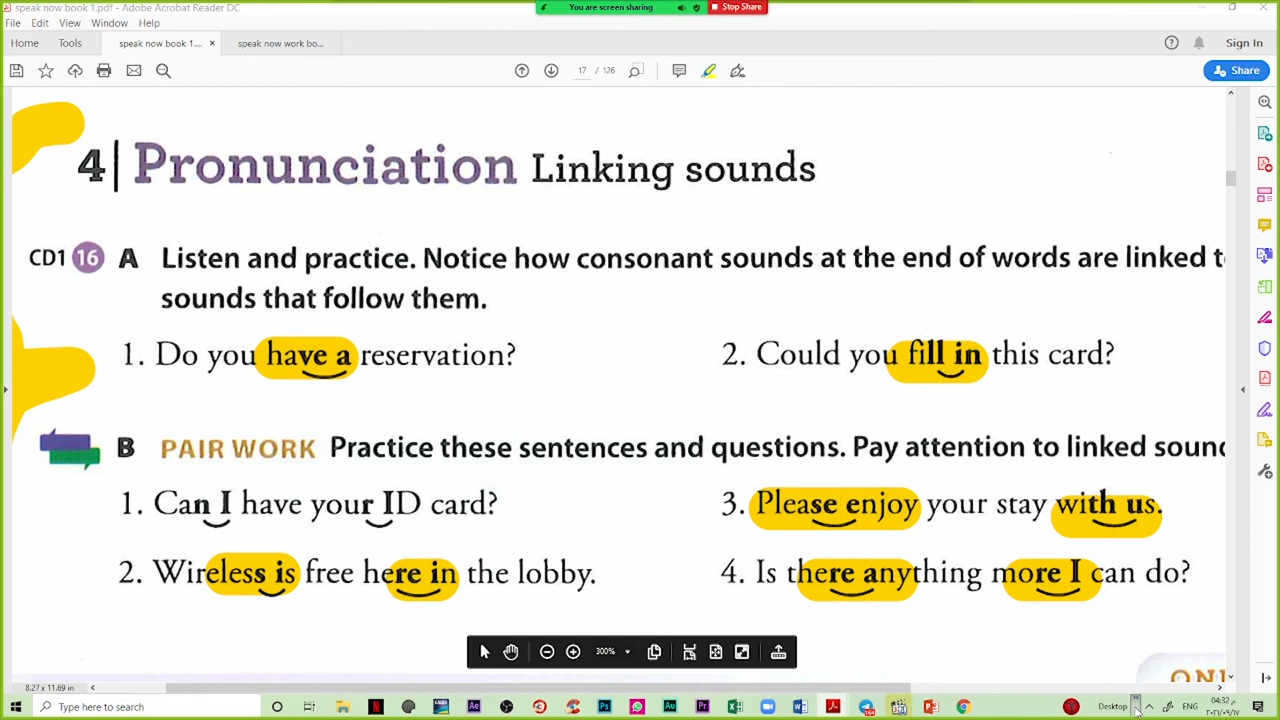 speak now book 1.pdf - Adobe Acrobat Reader DC
You are screen sharing
Stop Share
File Edit View Window Help
Home Tools speak now book 1.... × speak now work bo...
Sign In
17 / 126
Share
4 Pronunciation Linking sounds
CD1 16 A Listen and practice. Notice how consonant sounds at the end of words are linked
sounds that follow them.
1. Do you have a reservation?
2. Could you fill in this card?
B PAIR WORK Practice these sentences and questions. Pay attention to linked soun
1. Can I have your ID card?
3. Please enjoy your stay with us.
2. Wireless is free here in the lobby.
4. Is there anything more I can do?
300%
ON
8.27 x 11.69 in
Type here to search
Desktop
04:32